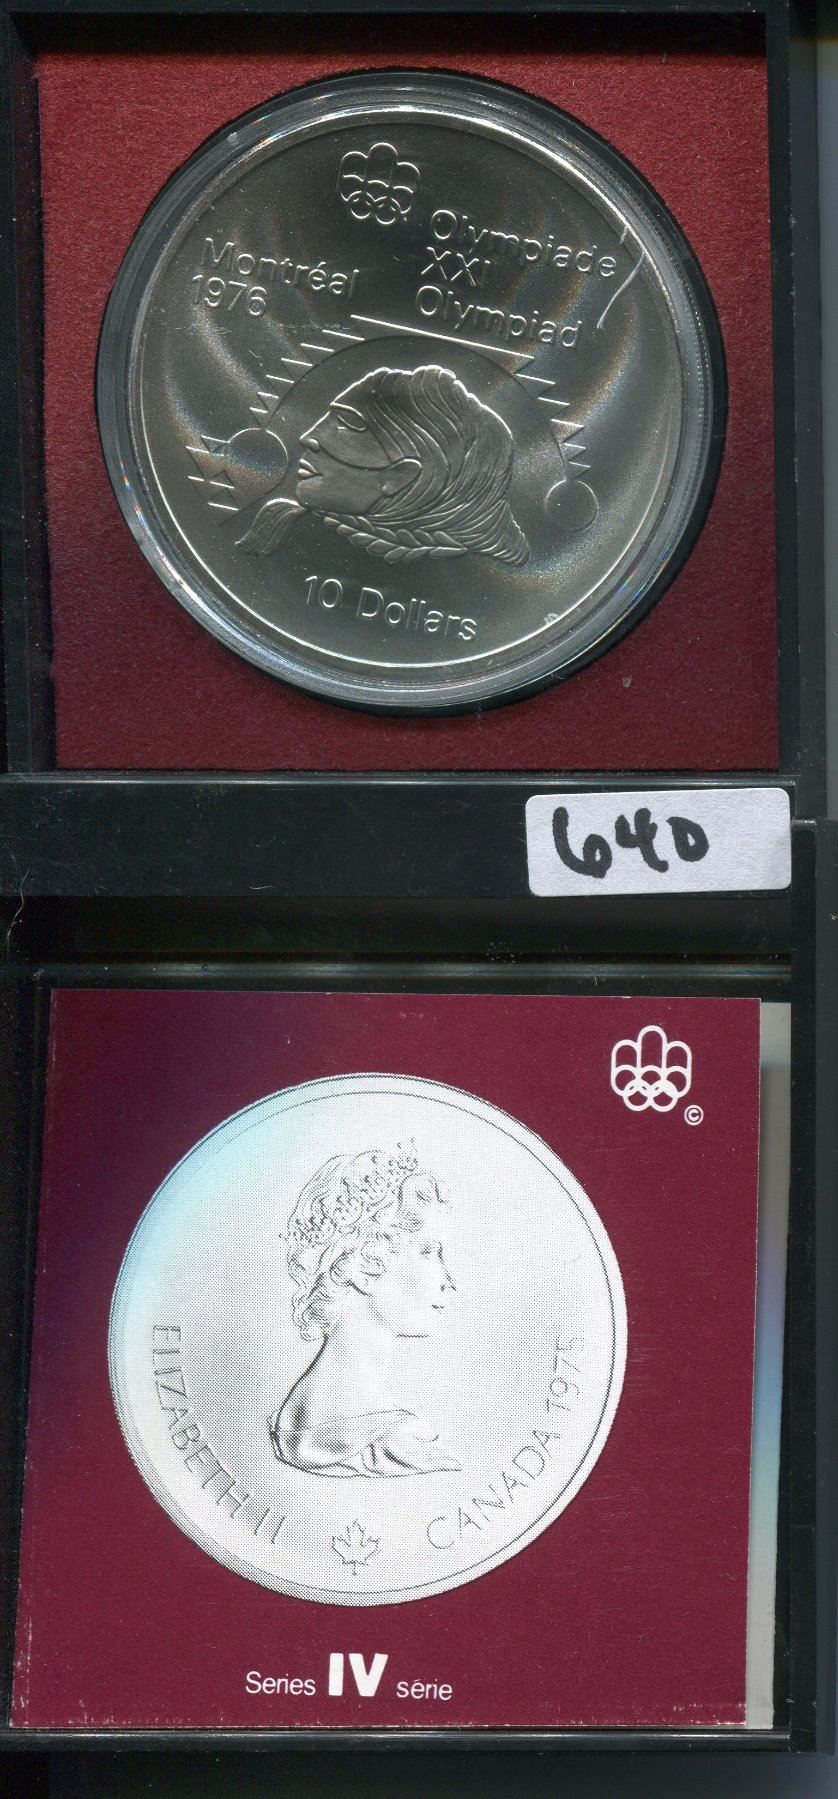 Montréal
1976
Olympiade
XXI
Olympiad
10 Dollars
640
©
ELIZABETH II
CANADA 1975
Series IV série